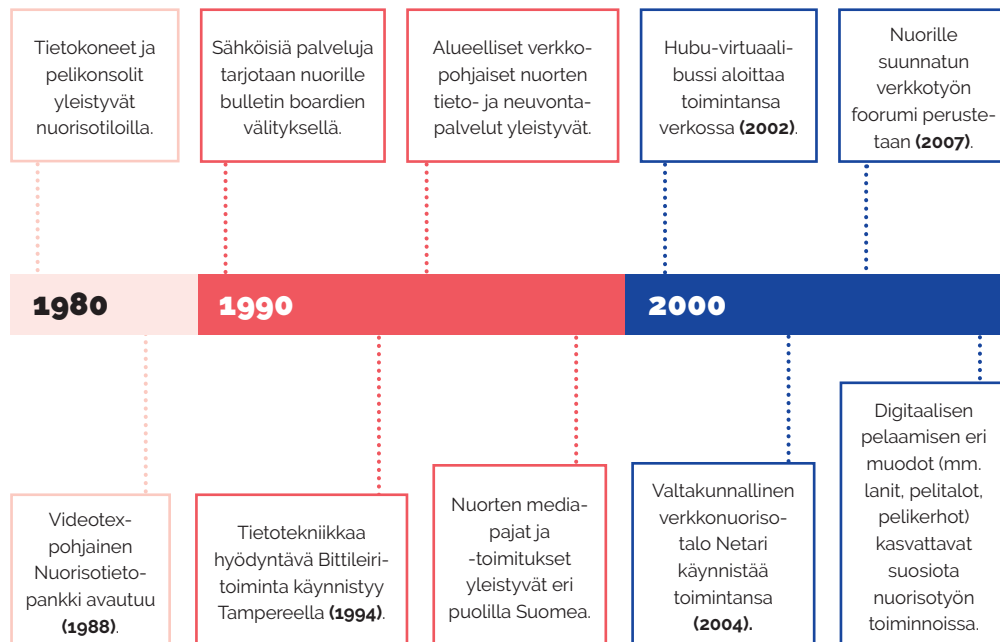 Tietokoneet ja
pelikonsolit
yleistyvät
nuorisotiloilla.
Sähköisiä palveluja
tarjotaan nuorille
bulletin boardien
välityksellä.
Alueelliset verkko-
pohjaiset nuorten
tieto- ja neuvonta-
palvelut yleistyvät.
Hubu-virtuaali-
bussi aloittaa
toimintansa
verkossa (2002).
Nuorille
suunnatun
verkkotyön
foorumi peruste-
taan (2007).
1980
1990
2000
Videotex-
pohjainen
Nuorisotieto-
pankki avautuu
(1988).
Tietotekniikkaa
hyödyntävä Bittileiri-
toiminta käynnistyy
Tampereella (1994).
Nuorten media-
pajat ja
-toimitukset
yleistyvät eri
puolilla Suomea.
Valtakunnallinen
verkkonuoriso-
talo Netari
käynnistää
toimintansa
(2004).
Digitaalisen
pelaamisen eri
muodot (mm.
lanit, pelitalot,
pelikerhot)
kasvattavat
suosiota
nuorisotyön
toiminnoissa.